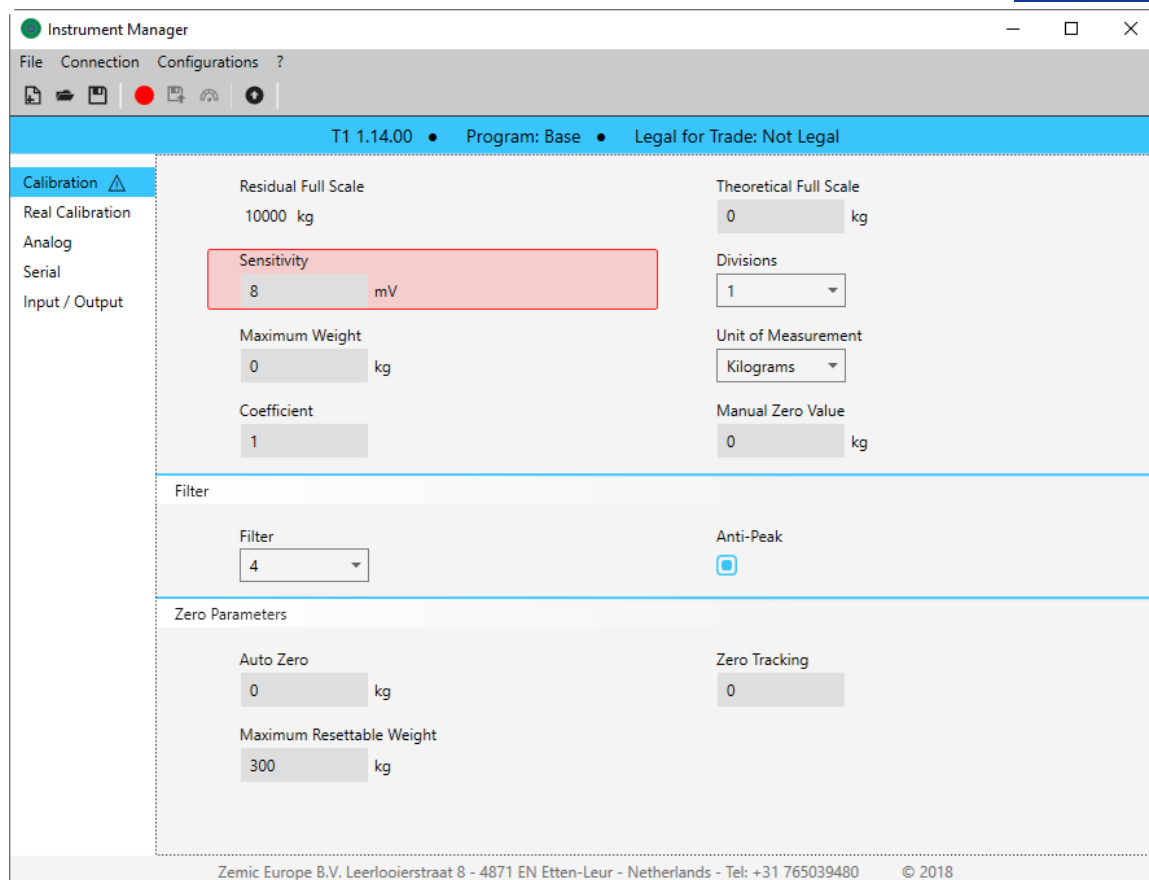 Instrument Manager
File Connection Configurations ?
T1 1.14.00 ● Program: Base ● Legal for Trade: Not Legal
Calibration
Real Calibration
Analog
Serial
Input / Output
Residual Full Scale
10000 kg
Theoretical Full Scale
0 kg
Sensitivity
8 mV
Divisions
1
Maximum Weight
0 kg
Unit of Measurement
Kilograms
Coefficient
1
Manual Zero Value
0 kg
Filter
Filter
4
Anti-Peak
Zero Parameters
Auto Zero
0 kg
Zero Tracking
0
Maximum Resettable Weight
300 kg
Zemic Europe B.V. Leerlooierstraat 8 - 4871 EN Etten-Leur - Netherlands - Tel: +31 765039480 © 2018